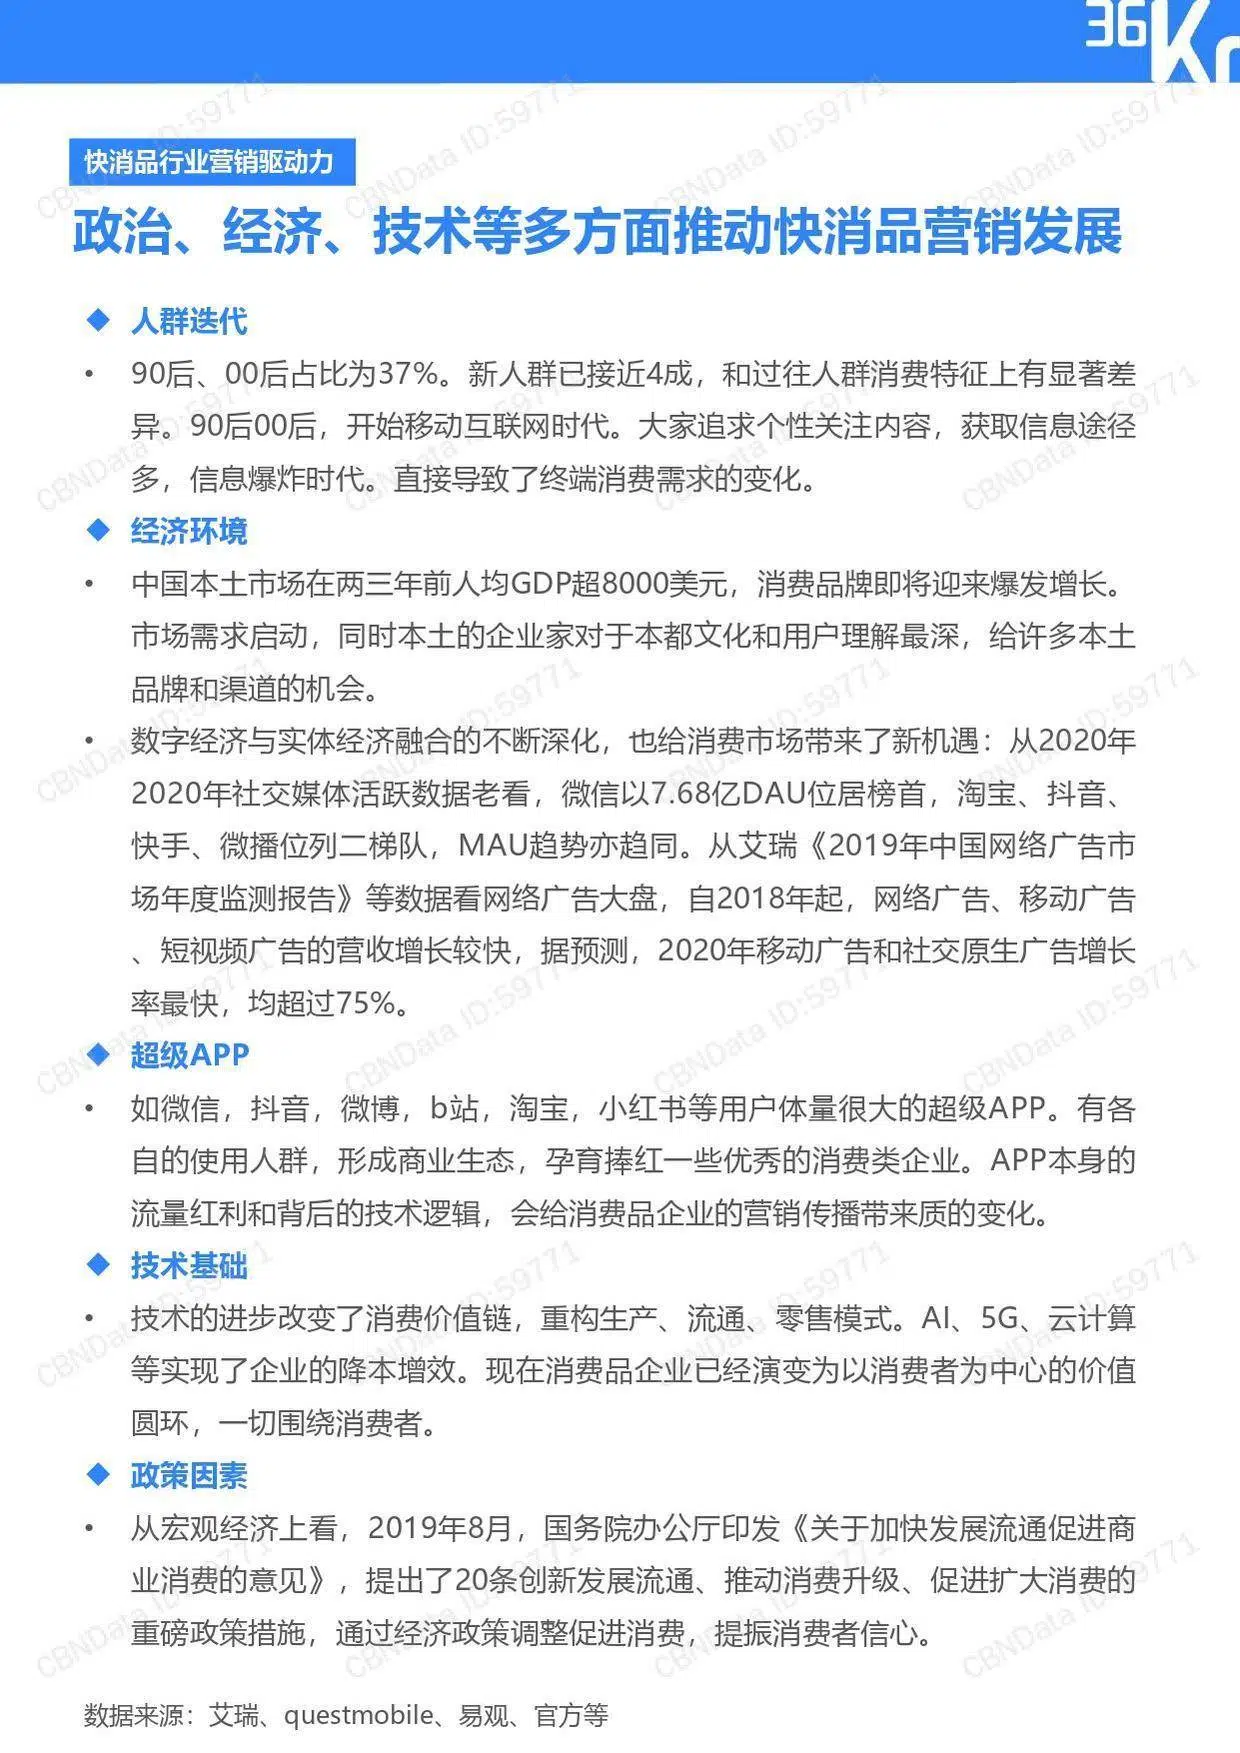 36Kr
快消品行业营销驱动力
政治、经济、技术等多方面推动快消品营销发展
◆ 人群迭代
• 90后、00后占比为37%。新人群已接近4成，和过往人群消费特征上有显著差
异。90后00后，开始移动互联网时代。大家追求个性关注内容，获取信息途径
多，信息爆炸时代。直接导致了终端消费需求的变化。
◆ 经济环境
• 中国本土市场在两三年前人均GDP超8000美元，消费品牌即将迎来爆发增长。
市场需求启动，同时本土的企业家对于本都文化和用户理解最深，给许多本土
品牌和渠道的机会。
• 数字经济与实体经济融合的不断深化，也给消费市场带来了新机遇：从2020年
2020年社交媒体活跃数据老看，微信以7.68亿DAU位居榜首，淘宝、抖音、
快手、微播位列二梯队，MAU趋势亦趋同。从艾瑞《2019年中国网络广告市
场年度监测报告》等数据看网络广告大盘，自2018年起，网络广告、移动广告
、短视频广告的营收增长较快，据预测，2020年移动广告和社交原生广告增长
率最快，均超过75%。
◆ 超级APP
• 如微信，抖音，微博，b站，淘宝，小红书等用户体量很大的超级APP。有各
自的使用人群，形成商业生态，孕育捧红一些优秀的消费类企业。APP本身的
流量红利和背后的技术逻辑，会给消费品企业的营销传播带来质的变化。
◆ 技术基础
• 技术的进步改变了消费价值链，重构生产、流通、零售模式。AI、5G、云计算
等实现了企业的降本增效。现在消费品企业已经演变为以消费者为中心的价值
圆环，一切围绕消费者。
◆ 政策因素
• 从宏观经济上看，2019年8月，国务院办公厅印发《关于加快发展流通促进商
业消费的意见》，提出了20条创新发展流通、推动消费升级、促进扩大消费的
重磅政策措施，通过经济政策调整促进消费，提振消费者信心。
数据来源：艾瑞、questmobile、易观、官方等
CBNData ID:59771